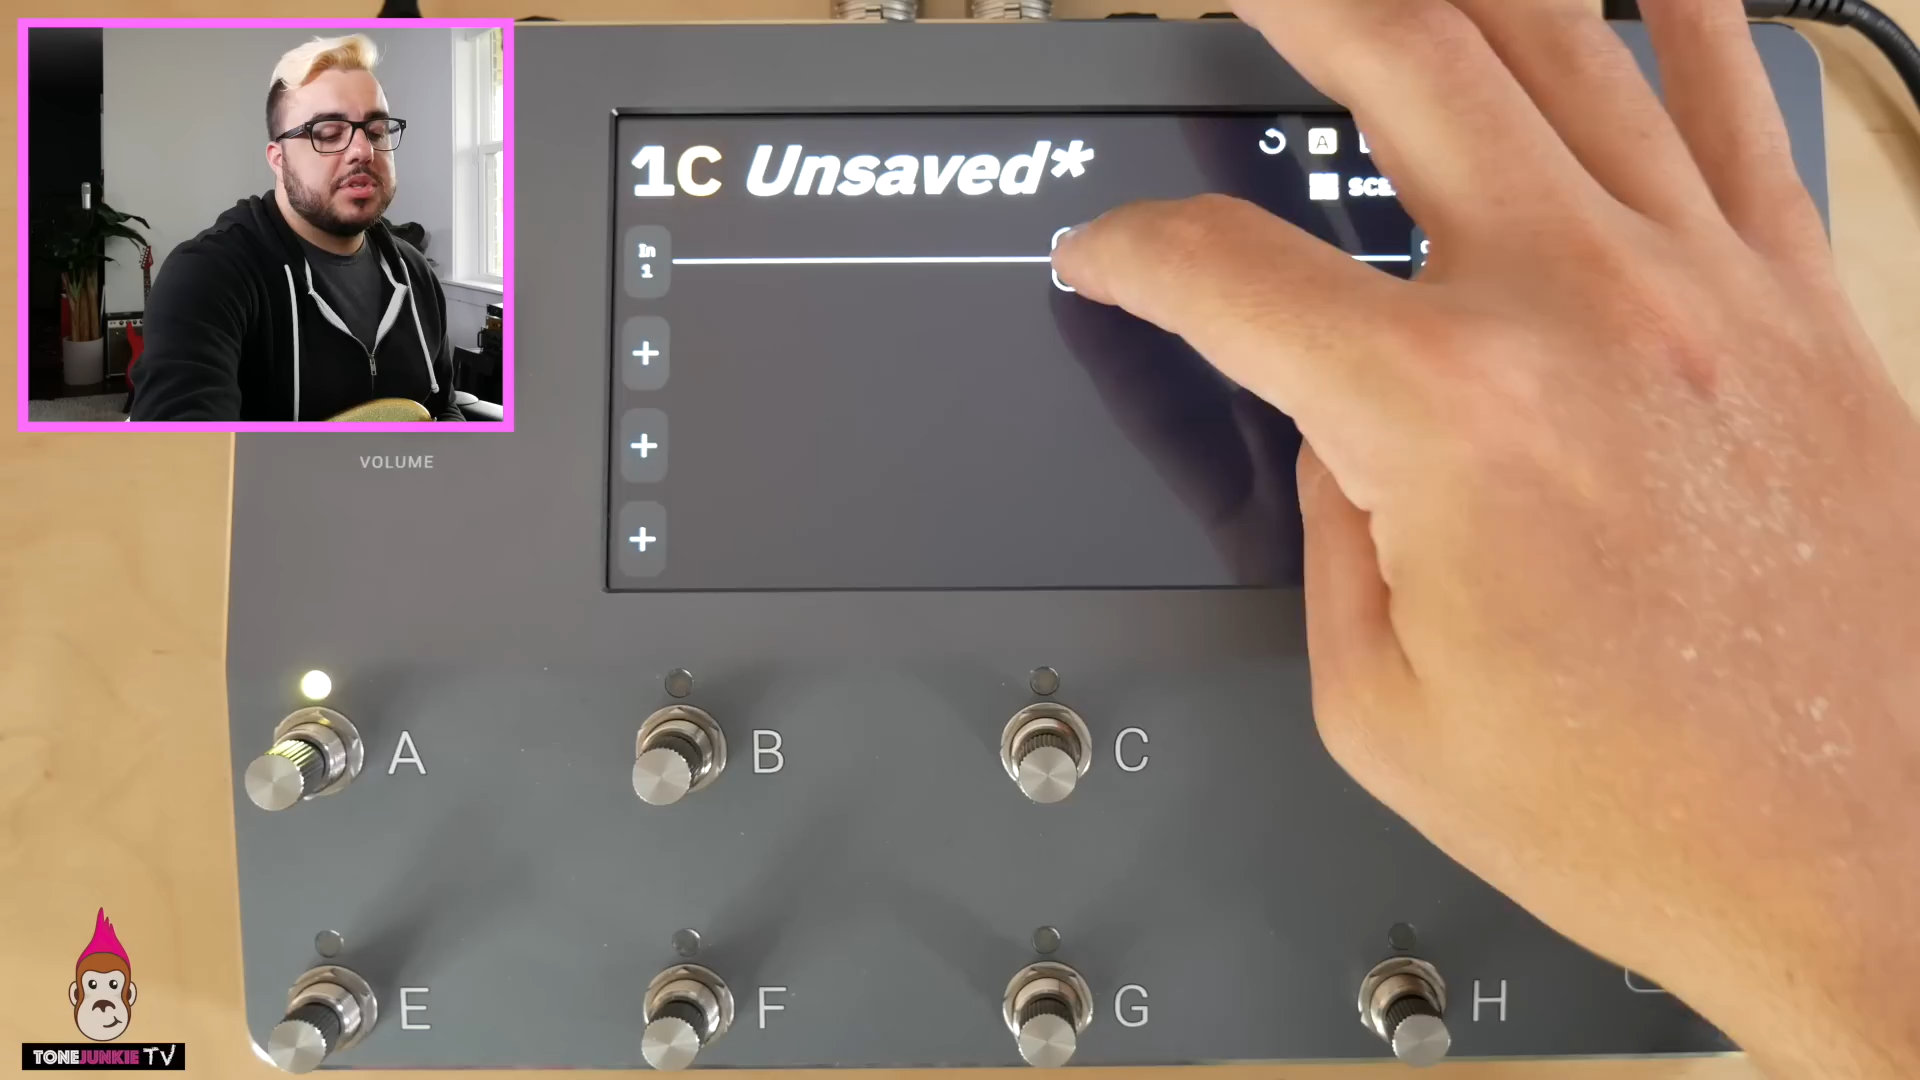 1C Unsaved*
A
In
1
+
+
+
VOLUME
A
B
C
E
F
G
H
TONEJUNKIE TV